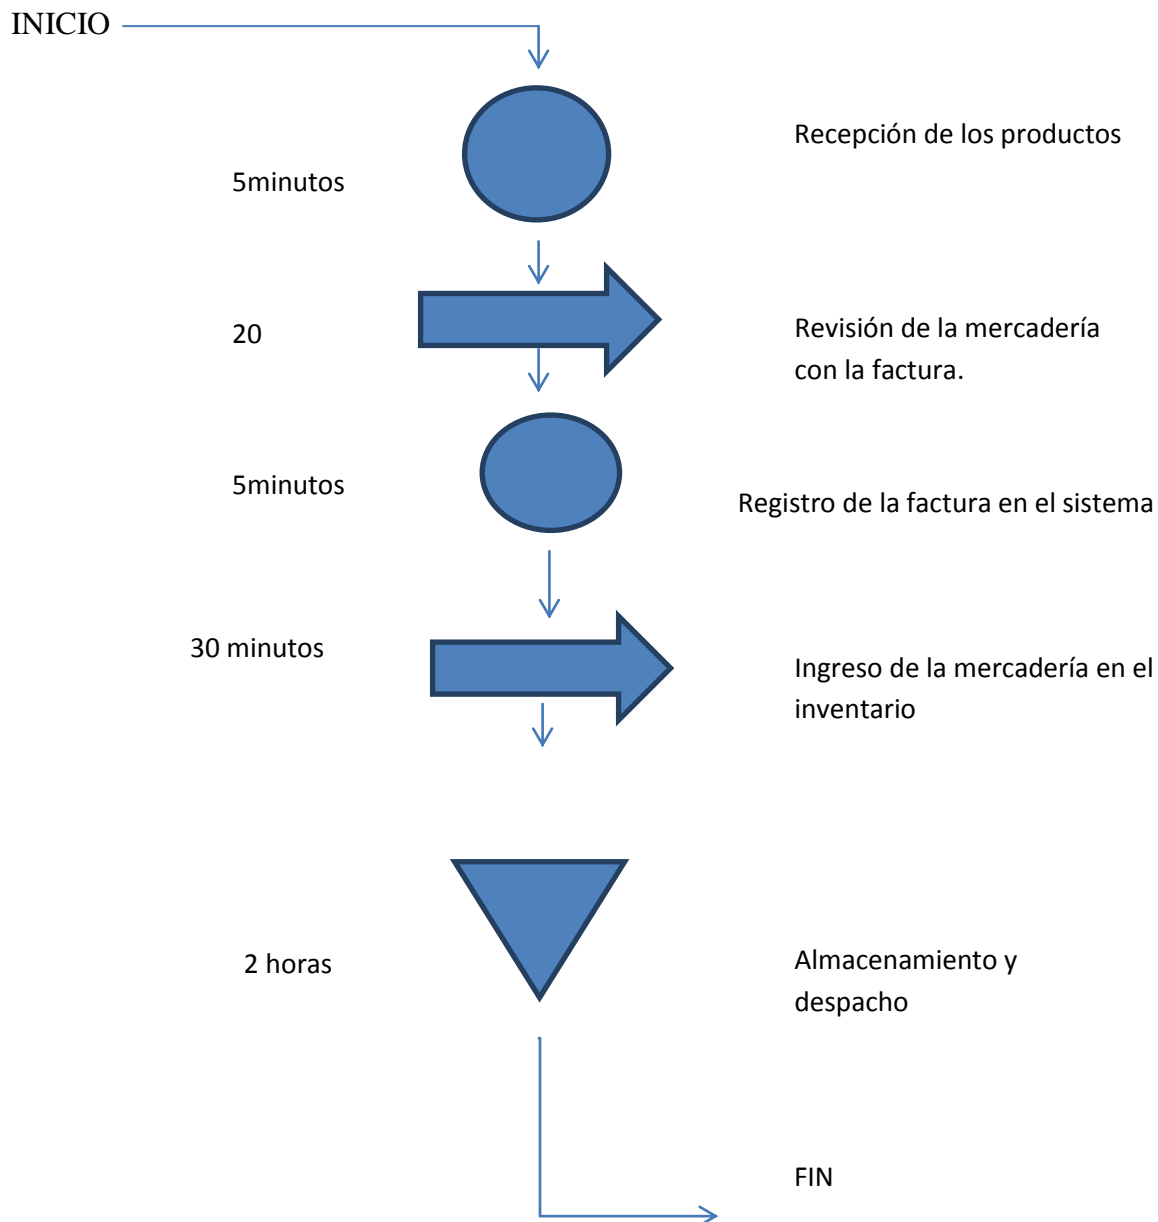 INICIO
Recepción de los productos
5minutos
20
Revisión de la mercadería
con la factura.
5minutos
Registro de la factura en el sistema
30 minutos
Ingreso de la mercadería en el
inventario
2 horas
Almacenamiento y
despacho
FIN